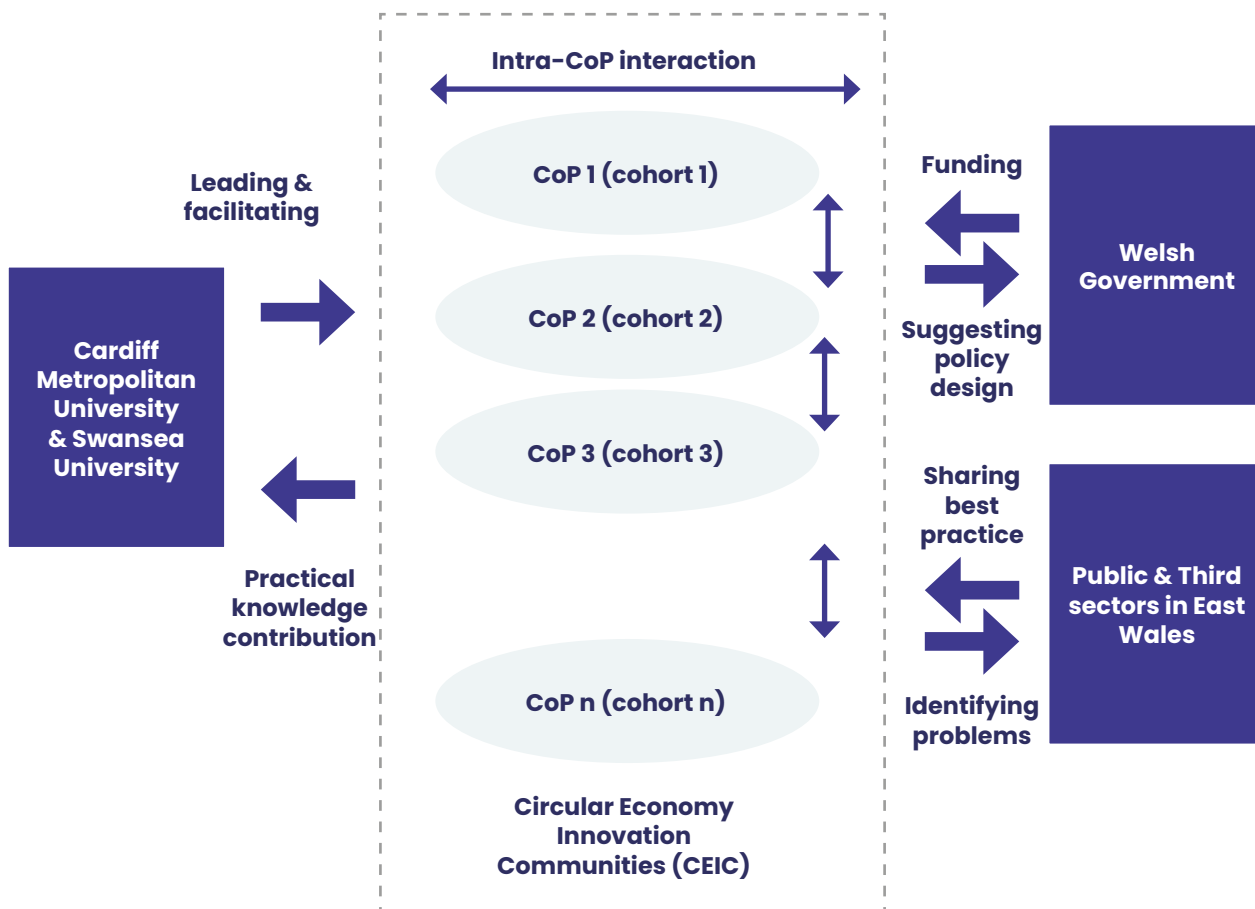 Intra-CoP interaction
CoP 1 (cohort 1)
CoP 2 (cohort 2)
CoP 3 (cohort 3)
CoP n (cohort n)
Circular Economy
Innovation
Communities (CEIC)
Leading &
facilitating
Cardiff
Metropolitan
University
& Swansea
University
Practical
knowledge
contribution
Funding
Welsh
Government
Suggesting
policy
design
Sharing
best
practice
Public & Third
sectors in East
Wales
Identifying
problems